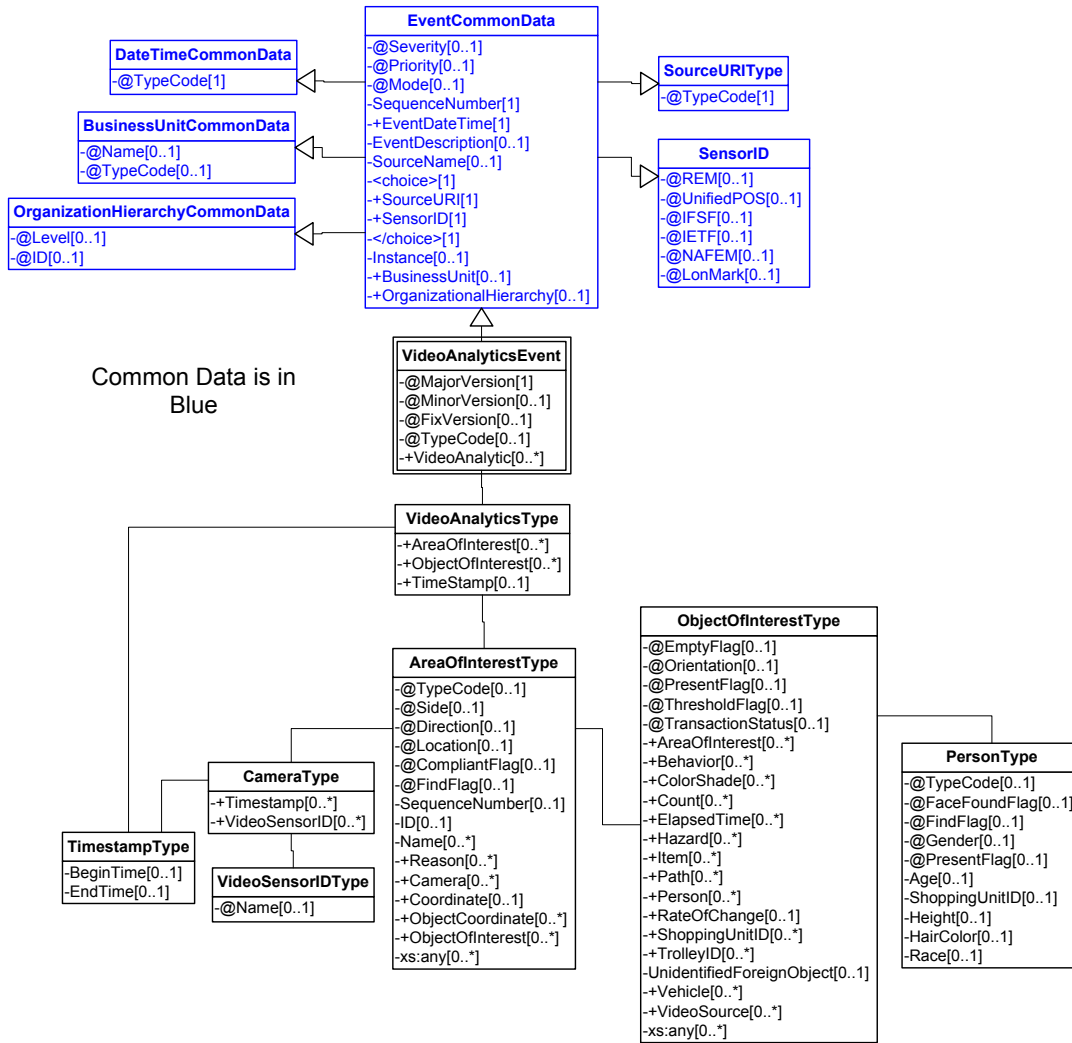 EventCommonData
-@Severity[0..1]
-@Priority[0..1]
-@Mode[0..1]
-SequenceNumber[1]
-+EventDateTime[1]
-EventDescription[0..1]
-SourceName[0..1]
-<choice>[1]
-+SourceURI[1]
-+SensorID[1]
-</choice>[1]
-Instance[0..1]
-+BusinessUnit[0..1]
-+OrganizationalHierarchy[0..1]
DateTimeCommonData
-@TypeCode[1]
BusinessUnitCommonData
-@Name[0..1]
-@TypeCode[0..1]
OrganizationHierarchyCommonData
-@Level[0..1]
-@ID[0..1]
SourceURIType
-@TypeCode[1]
SensorID
-@REM[0..1]
-@UnifiedPOS[0..1]
-@IFSF[0..1]
-@IETF[0..1]
-@NAFEM[0..1]
-@LonMark[0..1]
Common Data is in
Blue
VideoAnalyticsEvent
-@MajorVersion[1]
-@MinorVersion[0..1]
-@FixVersion[0..1]
-@TypeCode[0..1]
-+VideoAnalytic[0..*]
VideoAnalyticsType
-+AreaOfInterest[0..*]
-+ObjectOfInterest[0..*]
-+TimeStamp[0..1]
AreaOfInterestType
-@TypeCode[0..1]
-@Side[0..1]
-@Direction[0..1]
-@Location[0..1]
-@CompliantFlag[0..1]
-@FindFlag[0..1]
-SequenceNumber[0..1]
-ID[0..1]
-Name[0..*]
-+Reason[0..*]
-+Camera[0..*]
-+Coordinate[0..1]
-+ObjectCoordinate[0..*]
-+ObjectOfInterest[0..*]
-xs:any[0..*]
CameraType
-+Timestamp[0..*]
-+VideoSensorID[0..*]
TimestampType
-BeginTime[0..1]
-EndTime[0..1]
VideoSensorIDType
-@Name[0..1]
ObjectOfInterestType
-@EmptyFlag[0..1]
-@Orientation[0..1]
-@PresentFlag[0..1]
-@ThresholdFlag[0..1]
-@TransactionStatus[0..1]
-+AreaOfInterest[0..*]
-+Behavior[0..*]
-+ColorShade[0..*]
-+Count[0..*]
-+ElapsedTime[0..*]
-+Hazard[0..*]
-+Item[0..*]
-+Path[0..*]
-+Person[0..*]
-+RateOfChange[0..1]
-+ShoppingUnitID[0..*]
-+TrolleyID[0..*]
-UnidentifiedForeignObject[0..1]
-+Vehicle[0..*]
-+VideoSource[0..*]
-xs:any[0..*]
PersonType
-@TypeCode[0..1]
-@FaceFoundFlag[0..1]
-@FindFlag[0..1]
-@Gender[0..1]
-@PresentFlag[0..1]
-Age[0..1]
-ShoppingUnitID[0..1]
-Height[0..1]
-HairColor[0..1]
-Race[0..1]